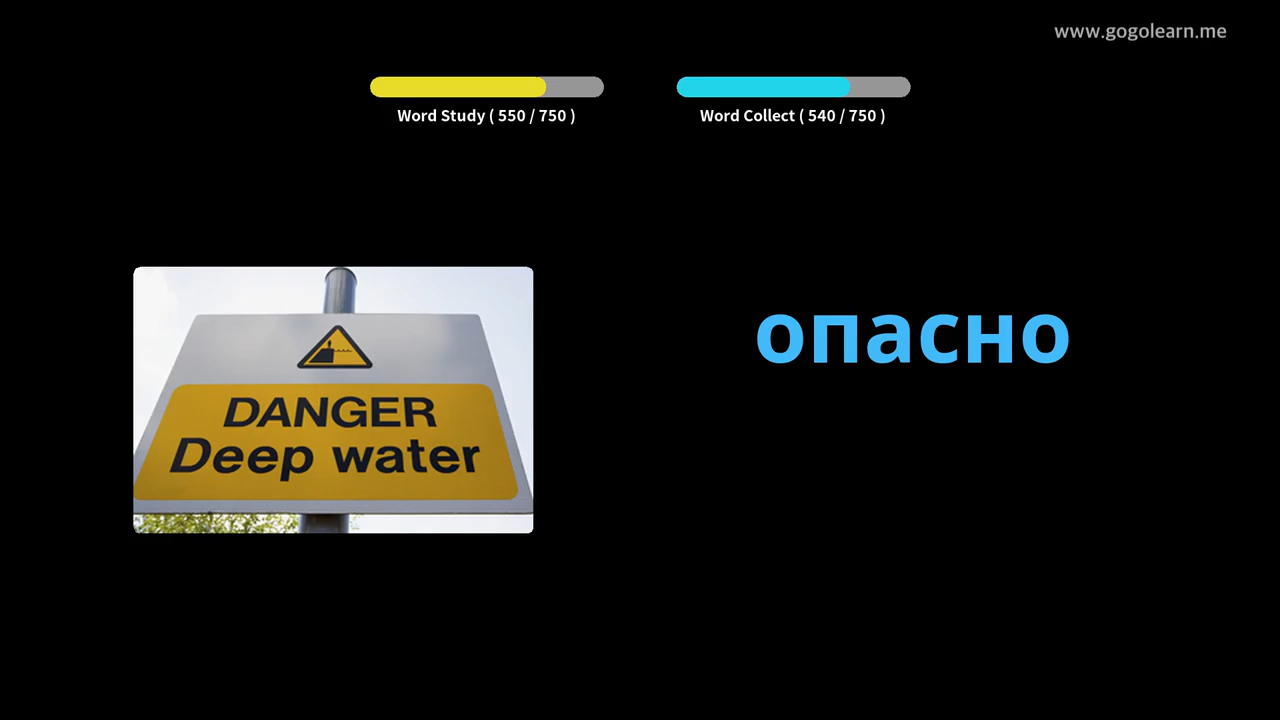 www.gogolearn.me
Word Study ( 550 / 750 )
Word Collect ( 540 / 750 )
DANGER
Deep water
опасно